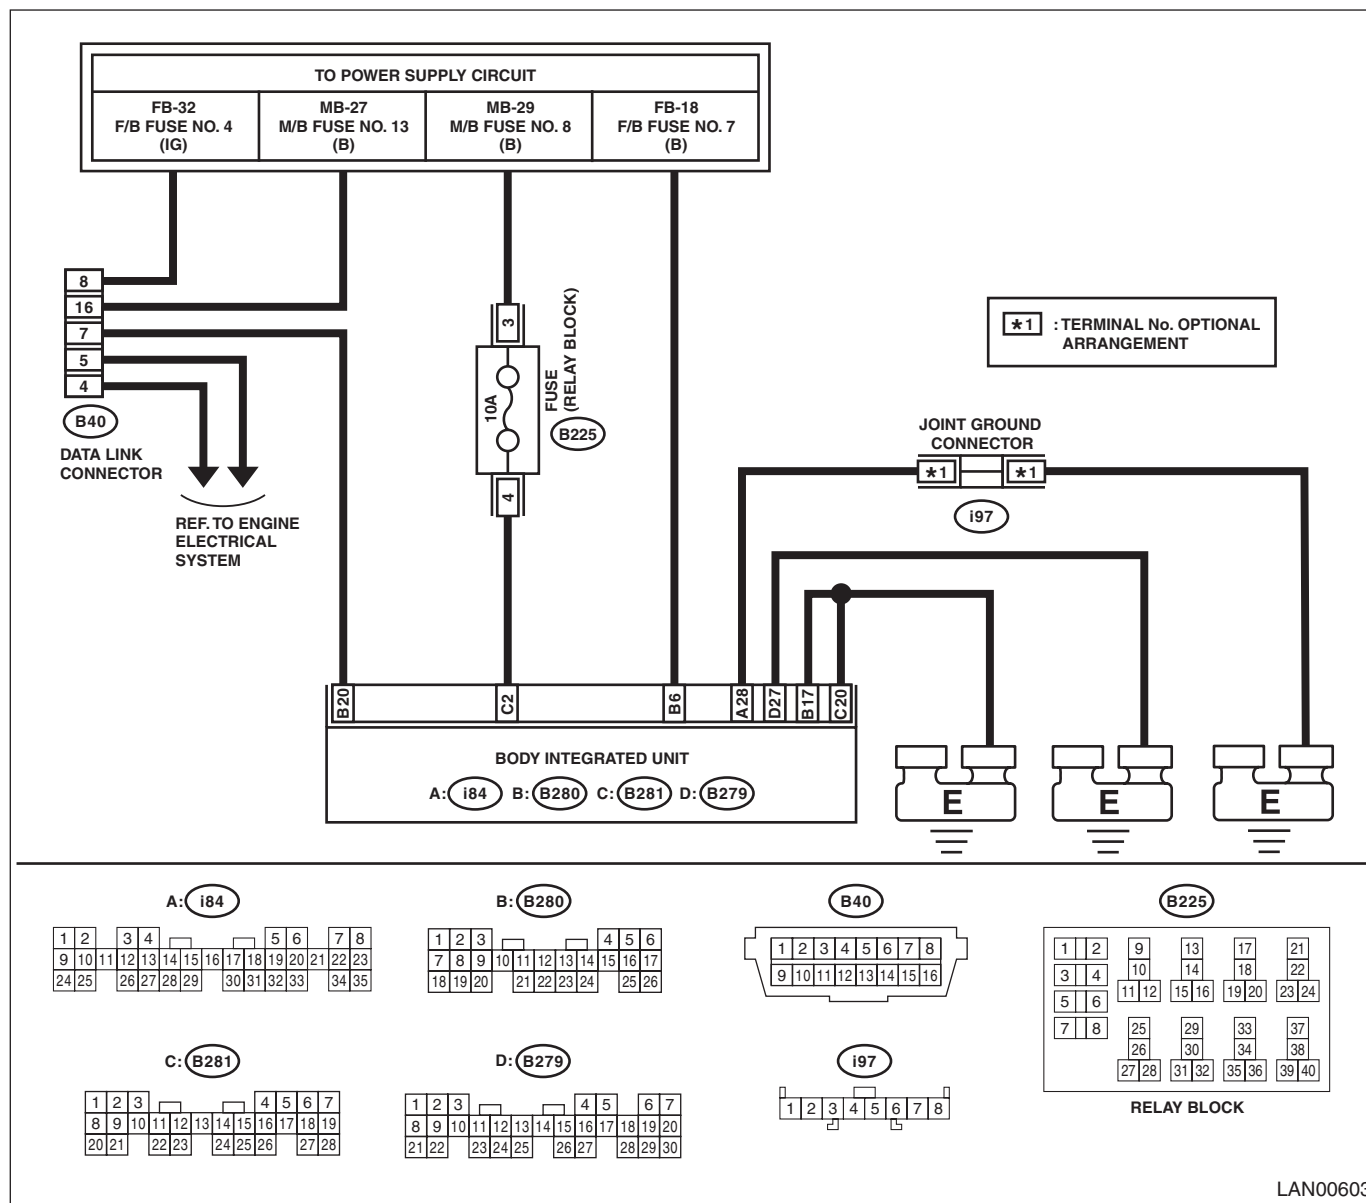 TO POWER SUPPLY CIRCUIT
FB-32 MB-27 MB-29 FB-18
F/B FUSE NO. 4 M/B FUSE NO. 13 M/B FUSE NO. 8 F/B FUSE NO. 7
(IG) (B) (B) (B)
8
16
7
5
4
B40
DATA LINK
CONNECTOR
REF. TO ENGINE
ELECTRICAL
SYSTEM
3
10A
4
FUSE
(RELAY BLOCK)
B225
*1 : TERMINAL No. OPTIONAL
ARRANGEMENT
JOINT GROUND
CONNECTOR
*1 *1
i97
B20 C2 B6 A28 D27 B17 C20
BODY INTEGRATED UNIT
A: i84 B: B280 C: B281 D: B279
E E E
A: i84
1 2 3 4 5 6 7 8
9 10 11 12 13 14 15 16 17 18 19 20 21 22 23
24 25 26 27 28 29 30 31 32 33 34 35
B: B280
1 2 3 4 5 6
7 8 9 10 11 12 13 14 15 16 17
18 19 20 21 22 23 24 25 26
B40
1 2 3 4 5 6 7 8
9 10 11 12 13 14 15 16
B225
1 2 9 13 17 21
3 4 10 14 18 22
5 6 11 12 15 16 19 20 23 24
7 8 25 29 33 37
26 30 34 38
27 28 31 32 35 36 39 40
RELAY BLOCK
C: B281
1 2 3 4 5 6 7
8 9 10 11 12 13 14 15 16 17 18 19
20 21 22 23 24 25 26 27 28
D: B279
1 2 3 4 5 6 7
8 9 10 11 12 13 14 15 16 17 18 19 20
21 22 23 24 25 26 27 28 29 30
i97
1 2 3 4 5 6 7 8
LAN00603